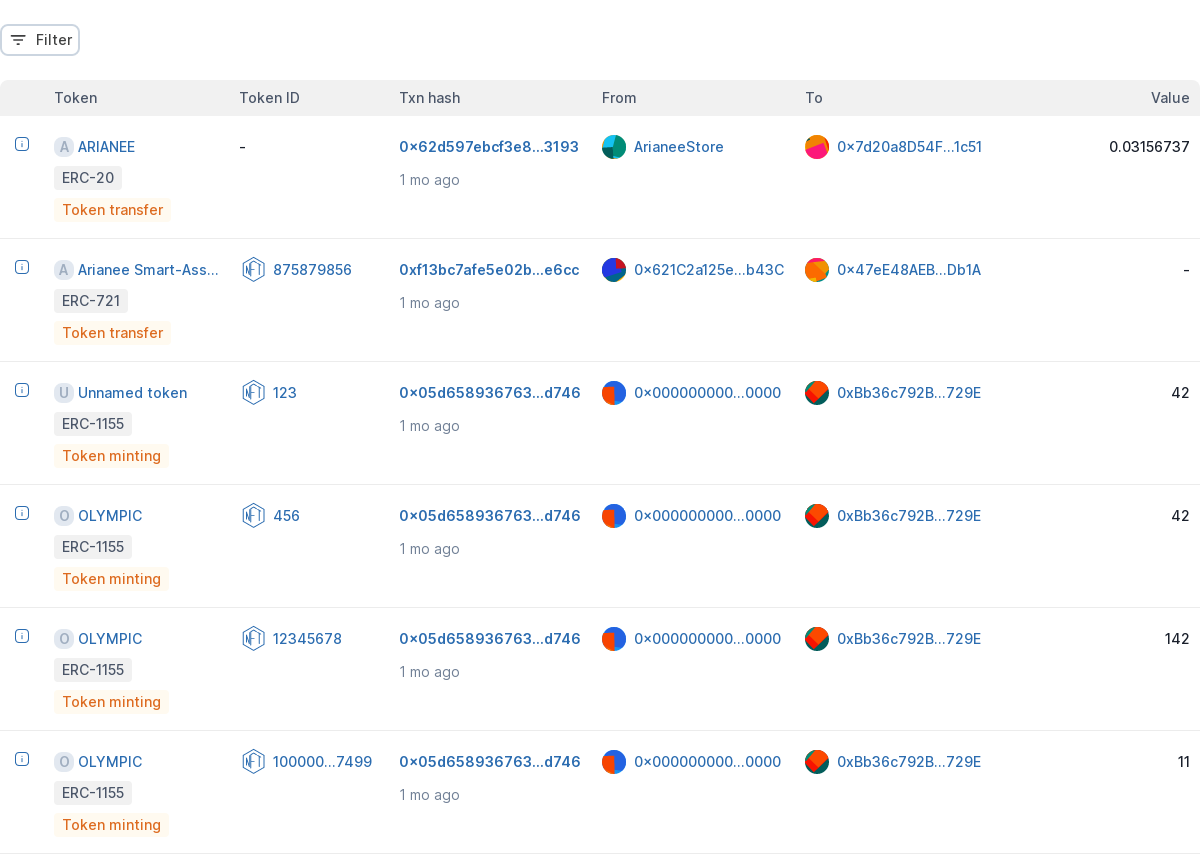 Filter
Token Token ID Txn hash From To Value
A ARIANEE - 0x62d597ebcf3e8...3193 ArianeeStore 0x7d20a8D54F...1c51 0.03156737
ERC-20 1 mo ago
Token transfer
A Arianee Smart-Ass... NFT 875879856 0xf13bc7afe5e02b...e6cc 0x621C2a125e...b43C 0x47eE48AEB...Db1A -
ERC-721 1 mo ago
Token transfer
U Unnamed token NFT 123 0x05d658936763...d746 0x000000000...0000 0xBb36c792B...729E 42
ERC-1155 1 mo ago
Token minting
O OLYMPIC NFT 456 0x05d658936763...d746 0x000000000...0000 0xBb36c792B...729E 42
ERC-1155 1 mo ago
Token minting
O OLYMPIC NFT 12345678 0x05d658936763...d746 0x000000000...0000 0xBb36c792B...729E 142
ERC-1155 1 mo ago
Token minting
O OLYMPIC NFT 100000...7499 0x05d658936763...d746 0x000000000...0000 0xBb36c792B...729E 11
ERC-1155 1 mo ago
Token minting